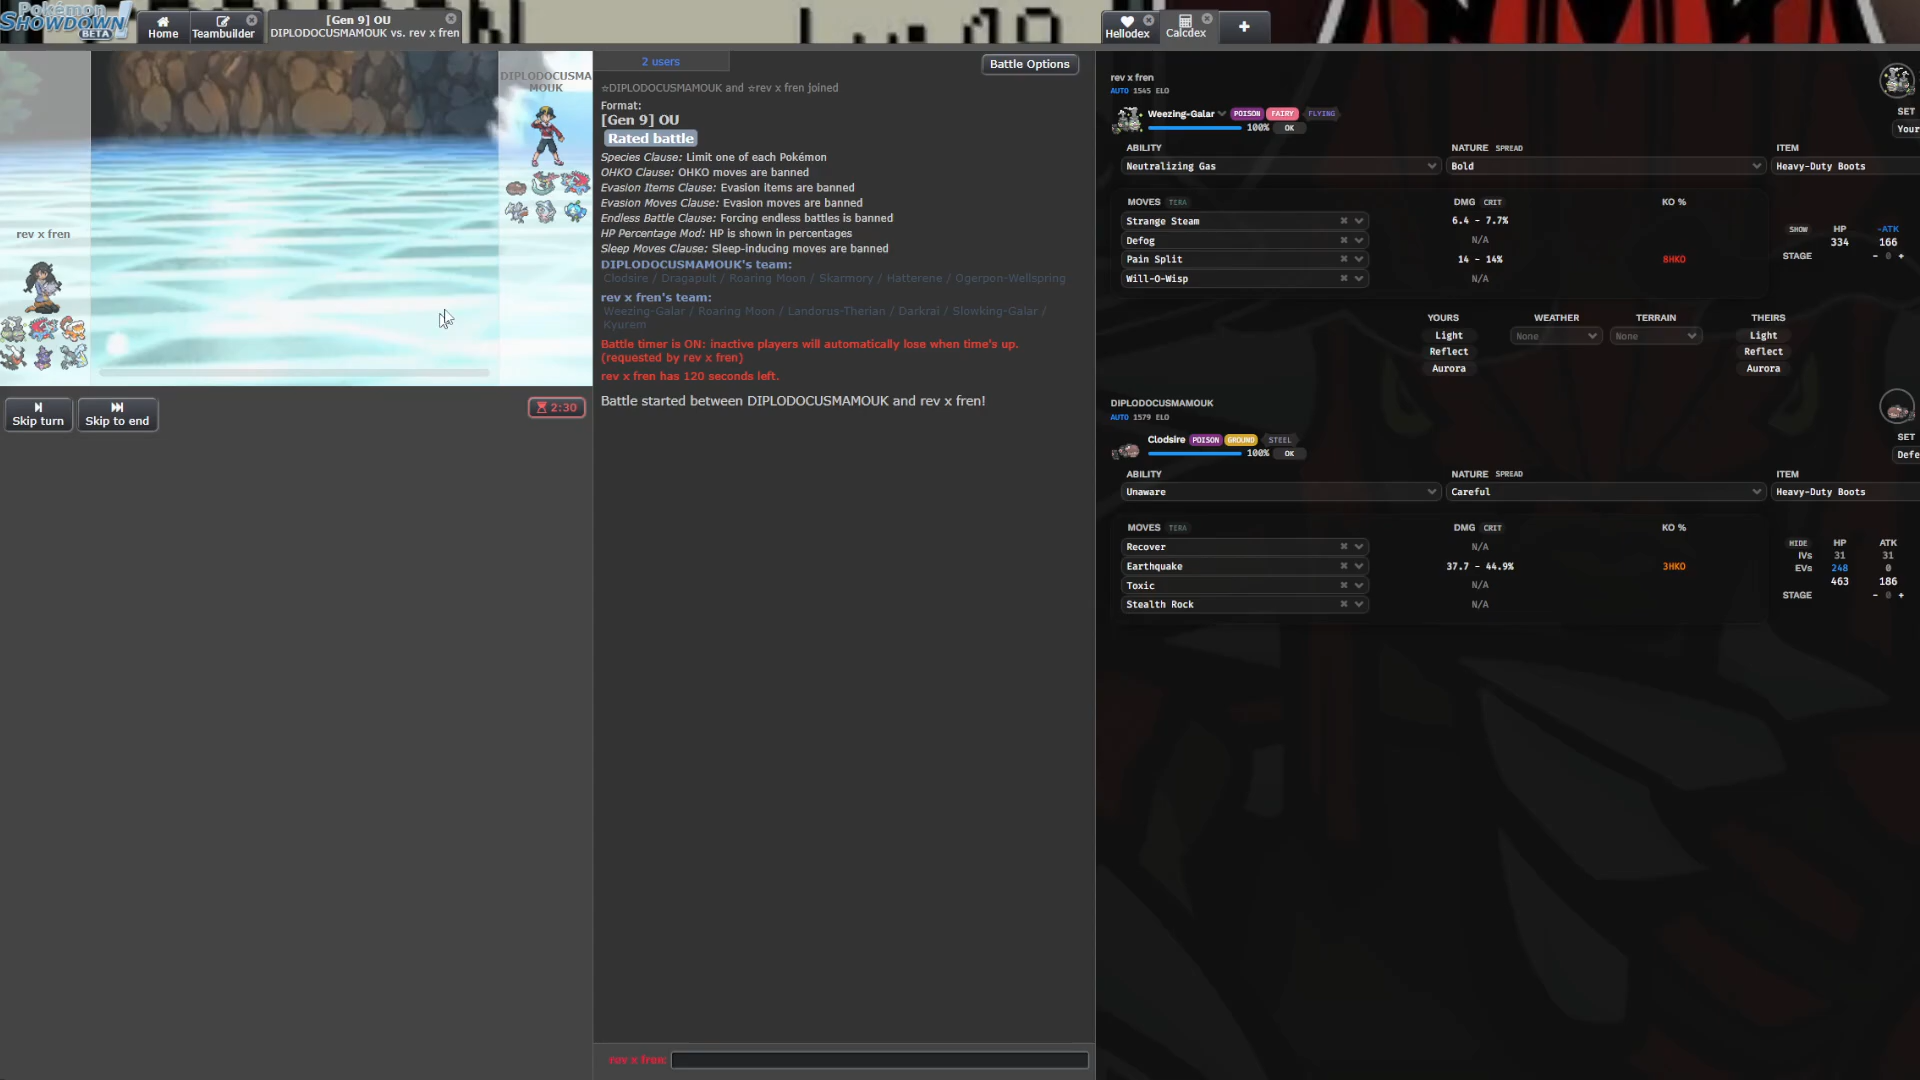 Pokémon
SHOWDOWN!
BETA
Home
Teambuilder
[Gen 9] OU
DIPLODOCUSMAMOUK vs. rev x fren
Hellodex
Calcdex
DIPLODOCUSMA
MOUK
rev x fren
Skip turn
Skip to end
2:30
2 users
Battle Options
☆DIPLODOCUSMAMOUK and ☆rev x fren joined
Format:
[Gen 9] OU
Rated battle
Species Clause: Limit one of each Pokémon
OHKO Clause: OHKO moves are banned
Evasion Items Clause: Evasion items are banned
Evasion Moves Clause: Evasion moves are banned
Endless Battle Clause: Forcing endless battles is banned
HP Percentage Mod: HP is shown in percentages
Sleep Moves Clause: Sleep-inducing moves are banned
DIPLODOCUSMAMOUK's team:
Clodsire / Dragapult / Roaring Moon / Skarmory / Hatterene / Ogerpon-Wellspring
rev x fren's team:
Weezing-Galar / Roaring Moon / Landorus-Therian / Darkrai / Slowking-Galar /
Kyurem
Battle timer is ON: inactive players will automatically lose when time's up.
(requested by rev x fren)
rev x fren has 120 seconds left.
Battle started between DIPLODOCUSMAMOUK and rev x fren!
rev x fren:
rev x fren
AUTO 1545 ELO
Weezing-Galar POISON FAIRY FLYING
100% OK
SET
Your
ABILITY NATURE SPREAD ITEM
Neutralizing Gas Bold Heavy-Duty Boots
MOVES TERA DMG CRIT KO %
Strange Steam 6.4 - 7.7%
Defog N/A
Pain Split 14 - 14% 8HKO
Will-O-Wisp N/A
SHOW HP -ATK
334 166
STAGE - 0 +
YOURS WEATHER TERRAIN THEIRS
Light None None Light
Reflect Reflect
Aurora Aurora
DIPLODOCUSMAMOUK
AUTO 1579 ELO
Clodsire POISON GROUND STEEL
100% OK
SET
Defe
ABILITY NATURE SPREAD ITEM
Unaware Careful Heavy-Duty Boots
MOVES TERA DMG CRIT KO %
Recover N/A
Earthquake 37.7 - 44.9% 3HKO
Toxic N/A
Stealth Rock N/A
HIDE HP ATK
IVs 31 31
EVs 248 0
463 186
STAGE - 0 +